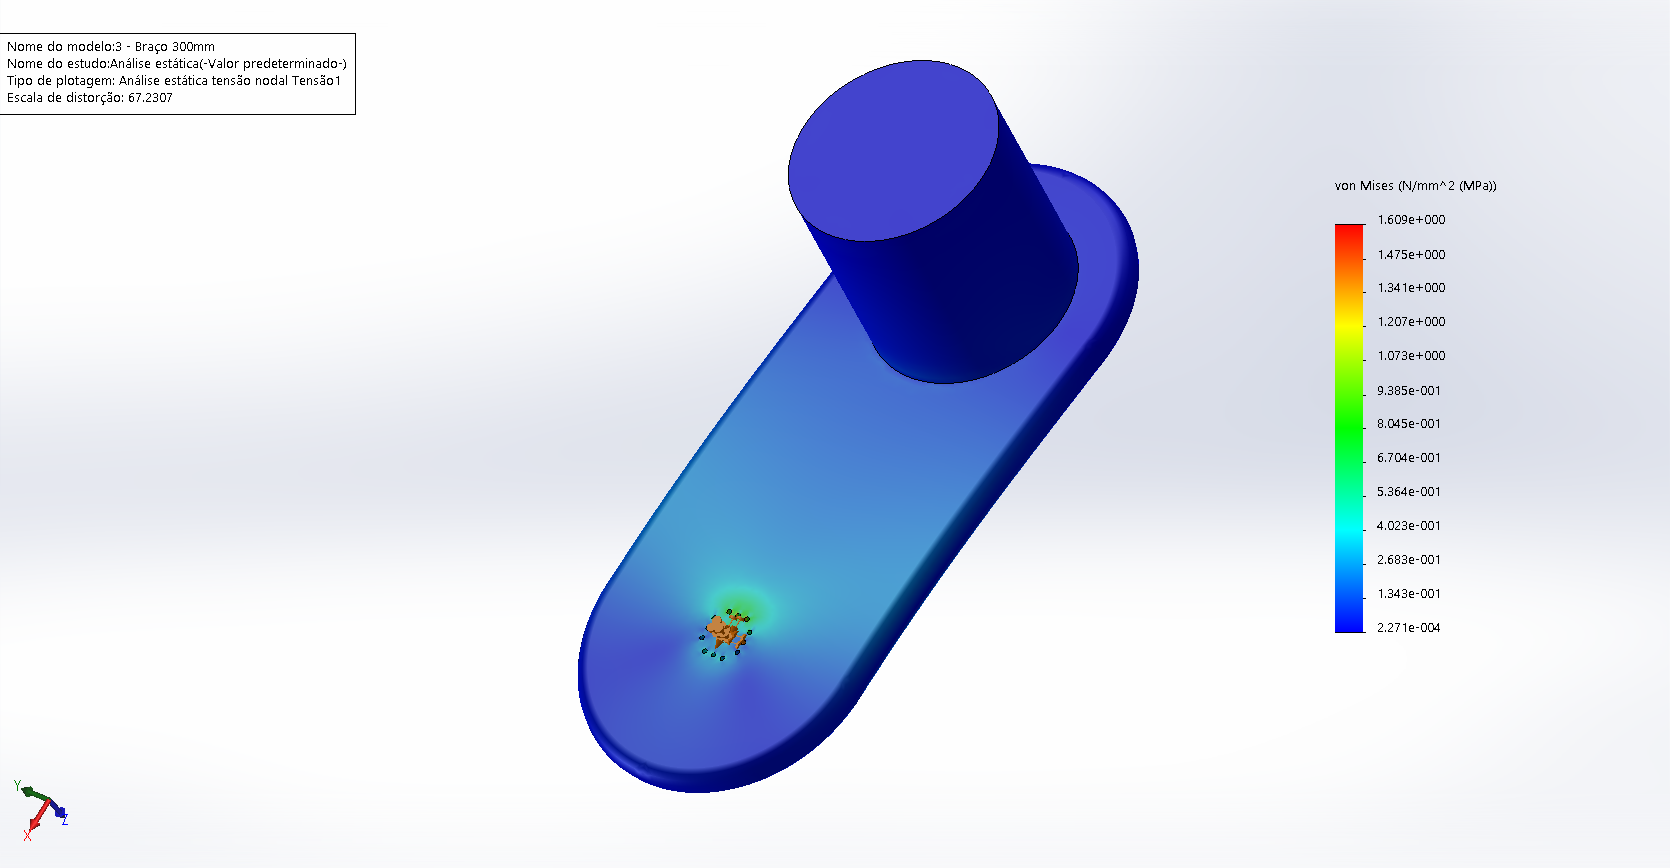 Nome do modelo:3 - Braço 300mm
Nome do estudo:Análise estática(-Valor predeterminado-)
Tipo de plotagem: Análise estática tensão nodal Tensão1
Escala de distorção: 67.2307
von Mises (N/mm^2 (MPa))
1.609e+000
1.475e+000
1.341e+000
1.207e+000
1.073e+000
9.385e-001
8.045e-001
6.704e-001
5.364e-001
4.023e-001
2.683e-001
1.343e-001
2.271e-004
Y
Z
X